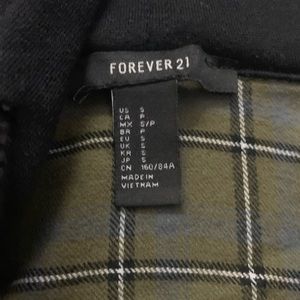 FOREVER 21
US S
CA P
MX S/P
BR P
EU S
UK S
KR S
JP S
CN 160/84A
MADE IN
VIETNAM